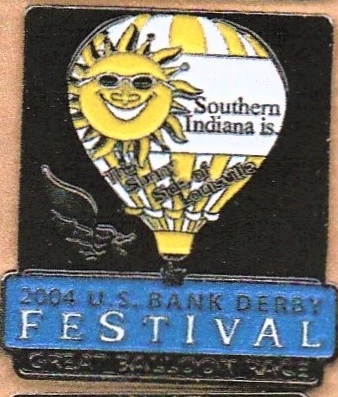 Southern
Indiana is
The Sunny
Side of
Louisville
2004 U.S. BANK DERBY
FESTIVAL
GREAT BALLOON RACE